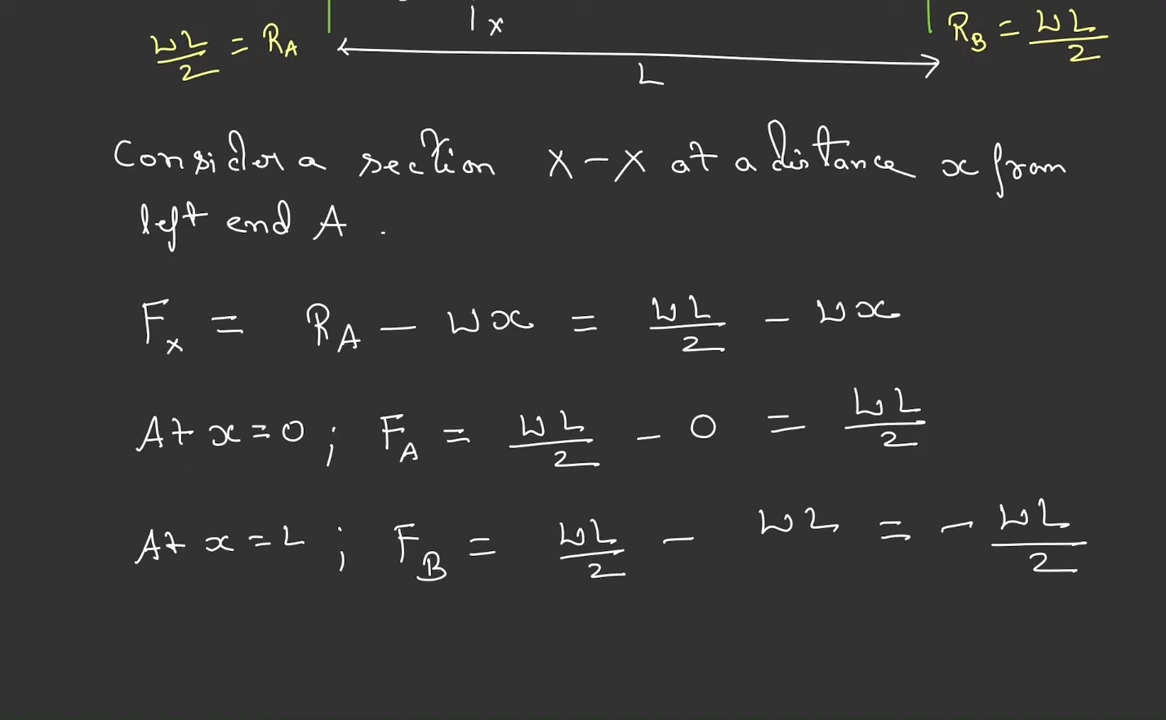 x
wL/2 = R_A
R_B = wL/2
L
Consider a section X-X at a distance x from
left end A.
F_x = R_A - wx = wL/2 - wx
At x=0; F_A = wL/2 - 0 = wL/2
At x=L; F_B = wL/2 - wL = -wL/2